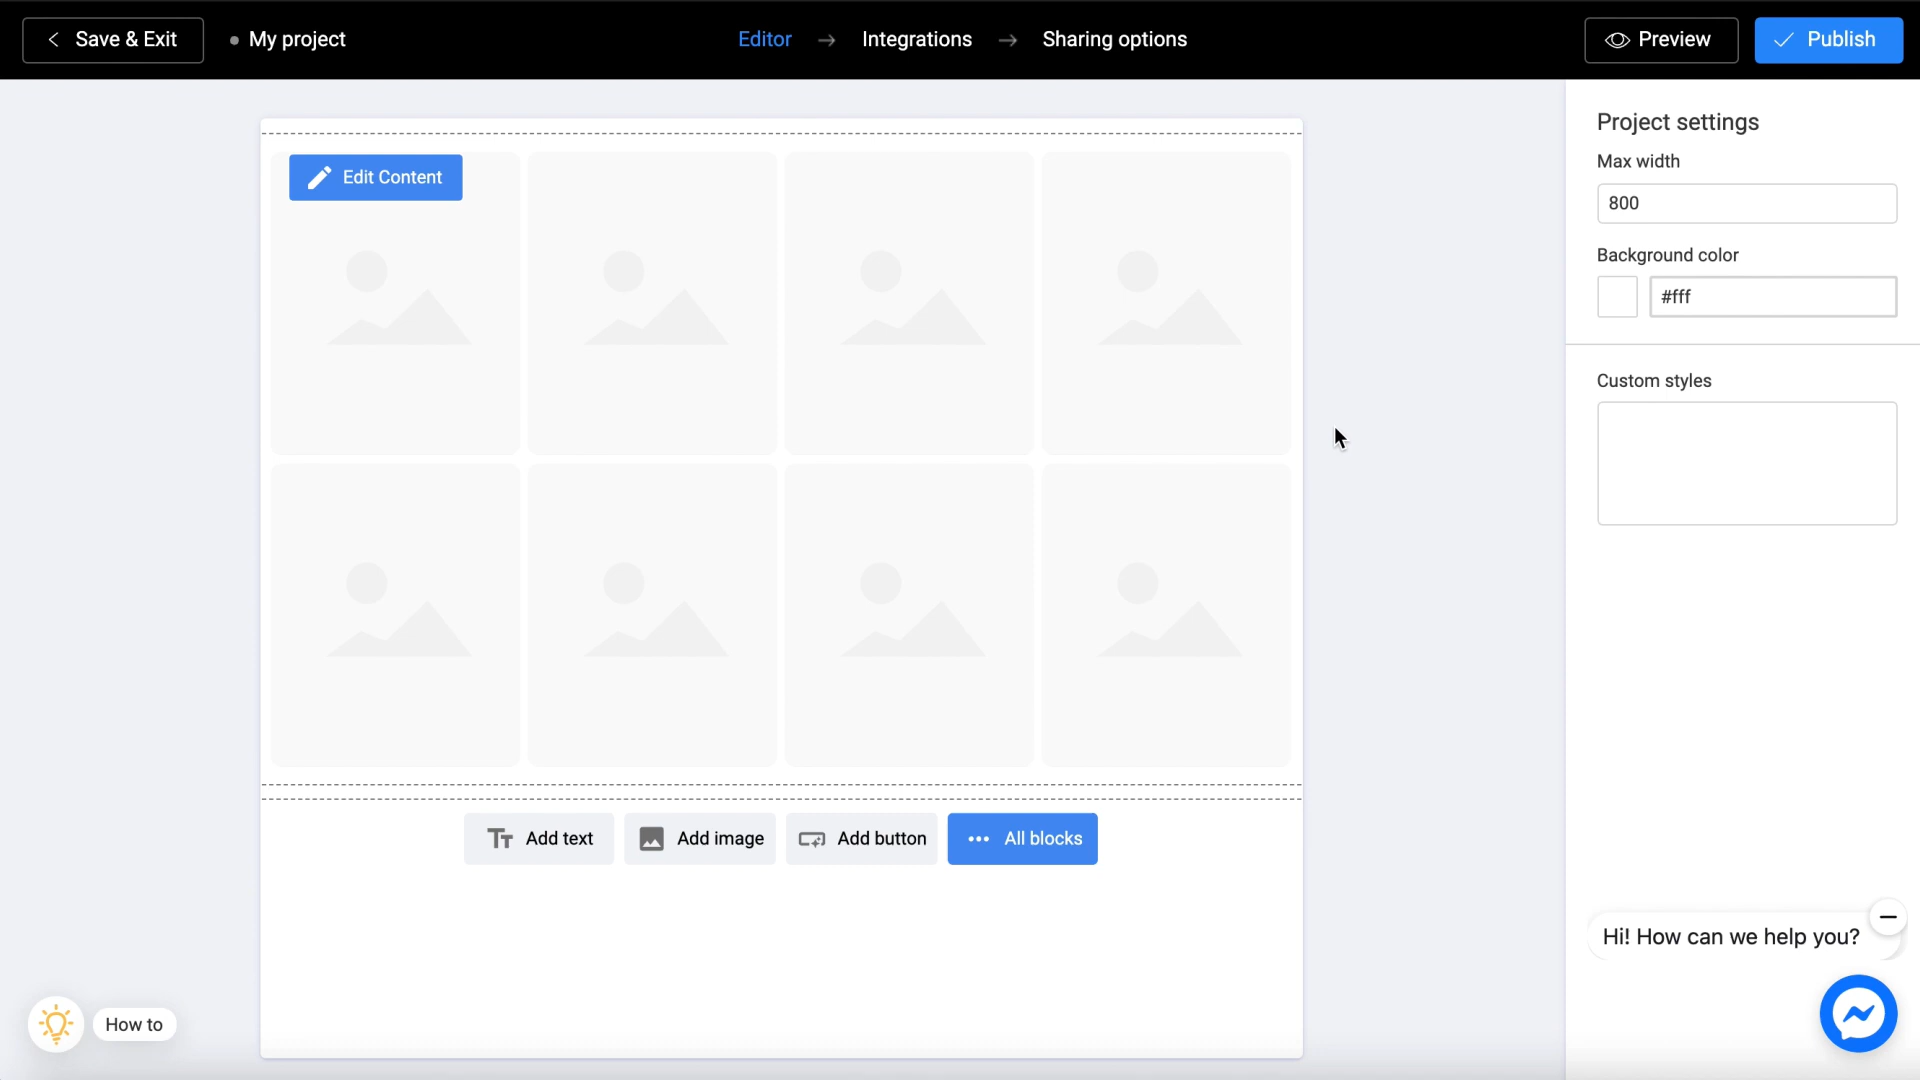 Save & Exit
My project
Editor
Integrations
Sharing options
Preview
Publish
Edit Content
Project settings
Max width
800
Background color
#fff
Custom styles
Add text
Add image
Add button
All blocks
Hi! How can we help you?
How to